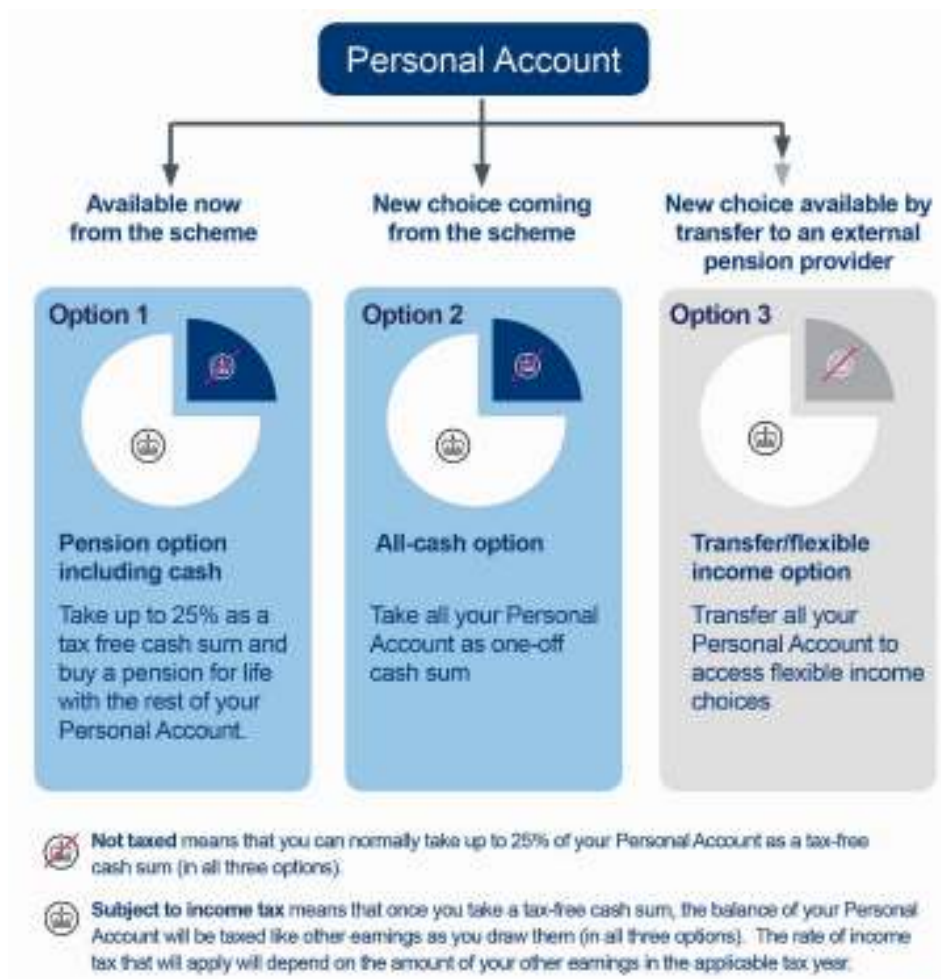 Personal Account
Available now
from the scheme
New choice coming
from the scheme
New choice available by
transfer to an external
pension provider
Option 1
Pension option
including cash
Take up to 25% as a
tax free cash sum and
buy a pension for life
with the rest of your
Personal Account.
Option 2
All-cash option
Take all your Personal
Account as one-off
cash sum
Option 3
Transfer/flexible
income option
Transfer all your
Personal Account to
access flexible income
choices
Not taxed means that you can normally take up to 25% of your Personal Account as a tax-free
cash sum (in all three options).
Subject to income tax means that once you take a tax-free cash sum, the balance of your Personal
Account will be taxed like other earnings as you draw them (in all three options). The rate of income
tax that will apply will depend on the amount of your other earnings in the applicable tax year.